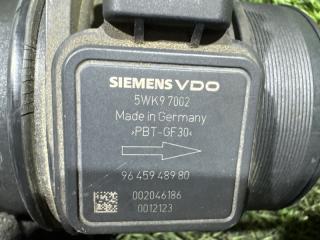 SIEMENS VDO
5WK9 7002
Made in Germany
>PBT-GF30<
96 459 489 80
002046186
0012123